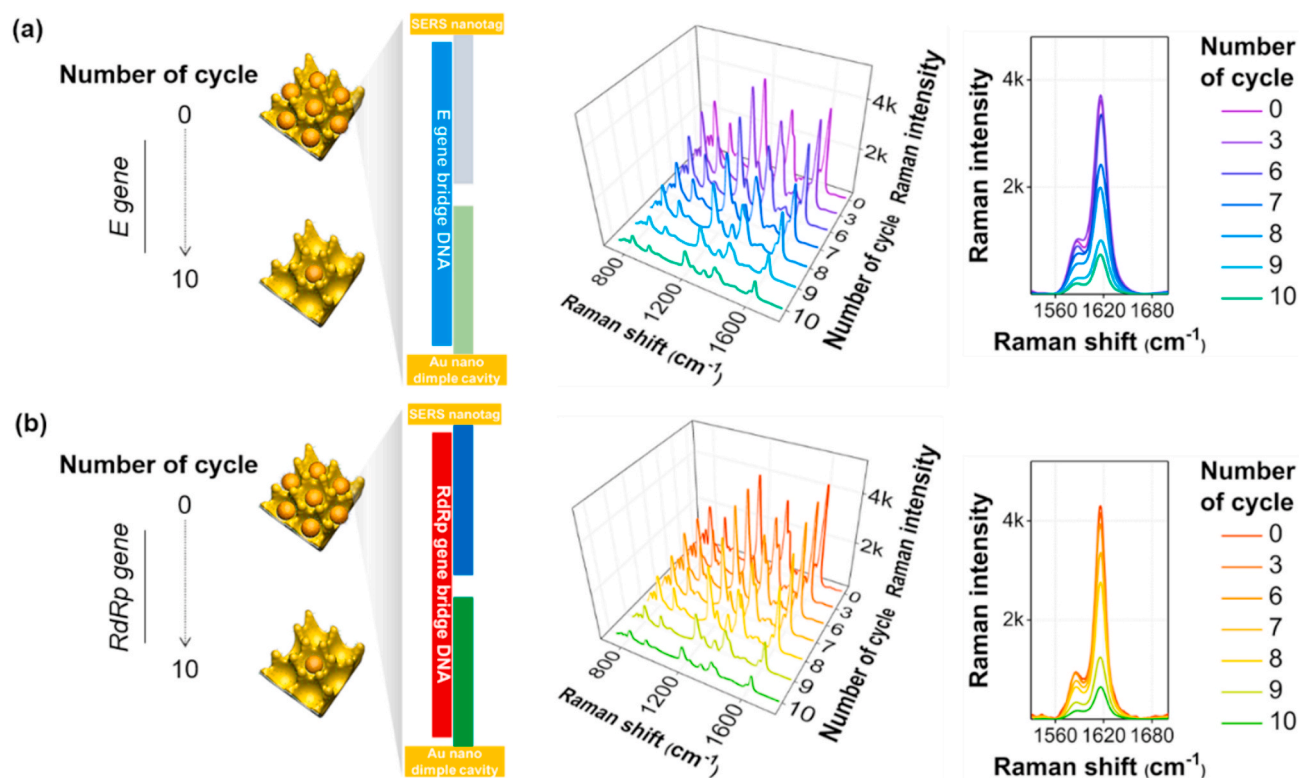 (a)
Number of cycle
0
E gene
10
SERS nanotag
E gene bridge DNA
Au nano
dimple cavity
4k
2k
Raman intensity
0
3
6
7
8
9
10
Number of cycle
800
1200
1600
Raman shift (cm⁻¹)
4k
2k
Raman intensity
1560 1620 1680
Raman shift (cm⁻¹)
Number
of cycle
0
3
6
7
8
9
10
(b)
Number of cycle
0
RdRp gene
10
SERS nanotag
RdRp gene bridge DNA
Au nano
dimple cavity
4k
2k
Raman intensity
0
3
6
7
8
9
10
Number of cycle
800
1200
1600
Raman shift (cm⁻¹)
4k
2k
Raman intensity
1560 1620 1680
Raman shift (cm⁻¹)
Number
of cycle
0
3
6
7
8
9
10